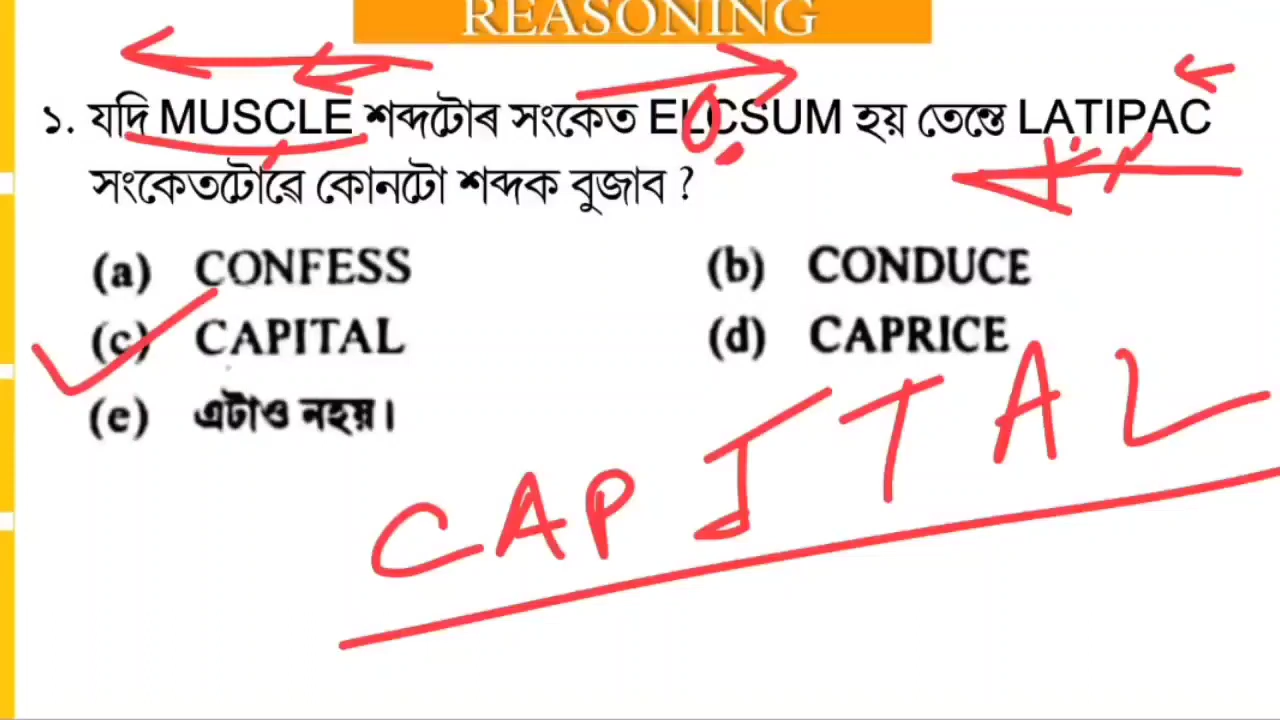 REASONING
১. যদি MUSCLE শব্দটোৰ সংকেত ELCSUM হয় তেন্তে LATIPAC
সংকেতটোৱে কোনটো শব্দক বুজাব ?
(a) CONFESS (b) CONDUCE
(c) CAPITAL (d) CAPRICE
(e) এটাও নহয়।
CAPITAL